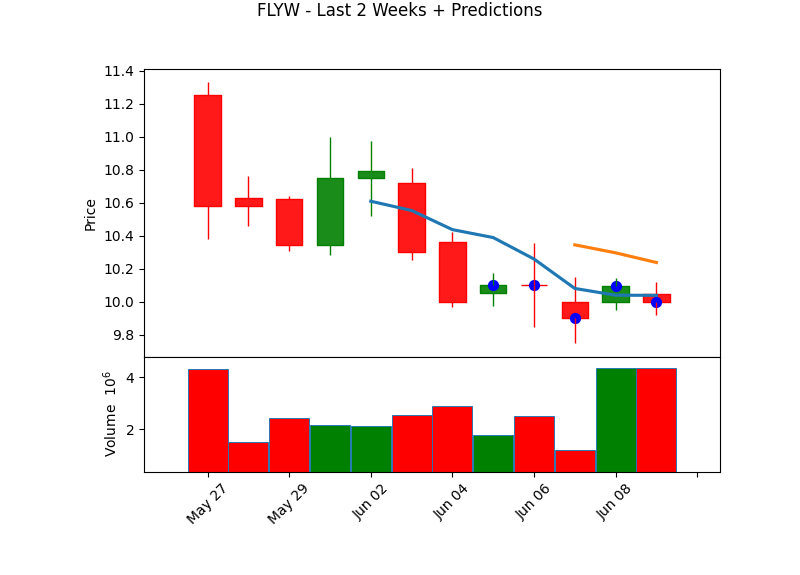 FLYW - Last 2 Weeks + Predictions
11.4
11.2
11.0
10.8
10.6
10.4
10.2
10.0
9.8
Price
4
2
Volume 10⁶
May 27
May 29
Jun 02
Jun 04
Jun 06
Jun 08